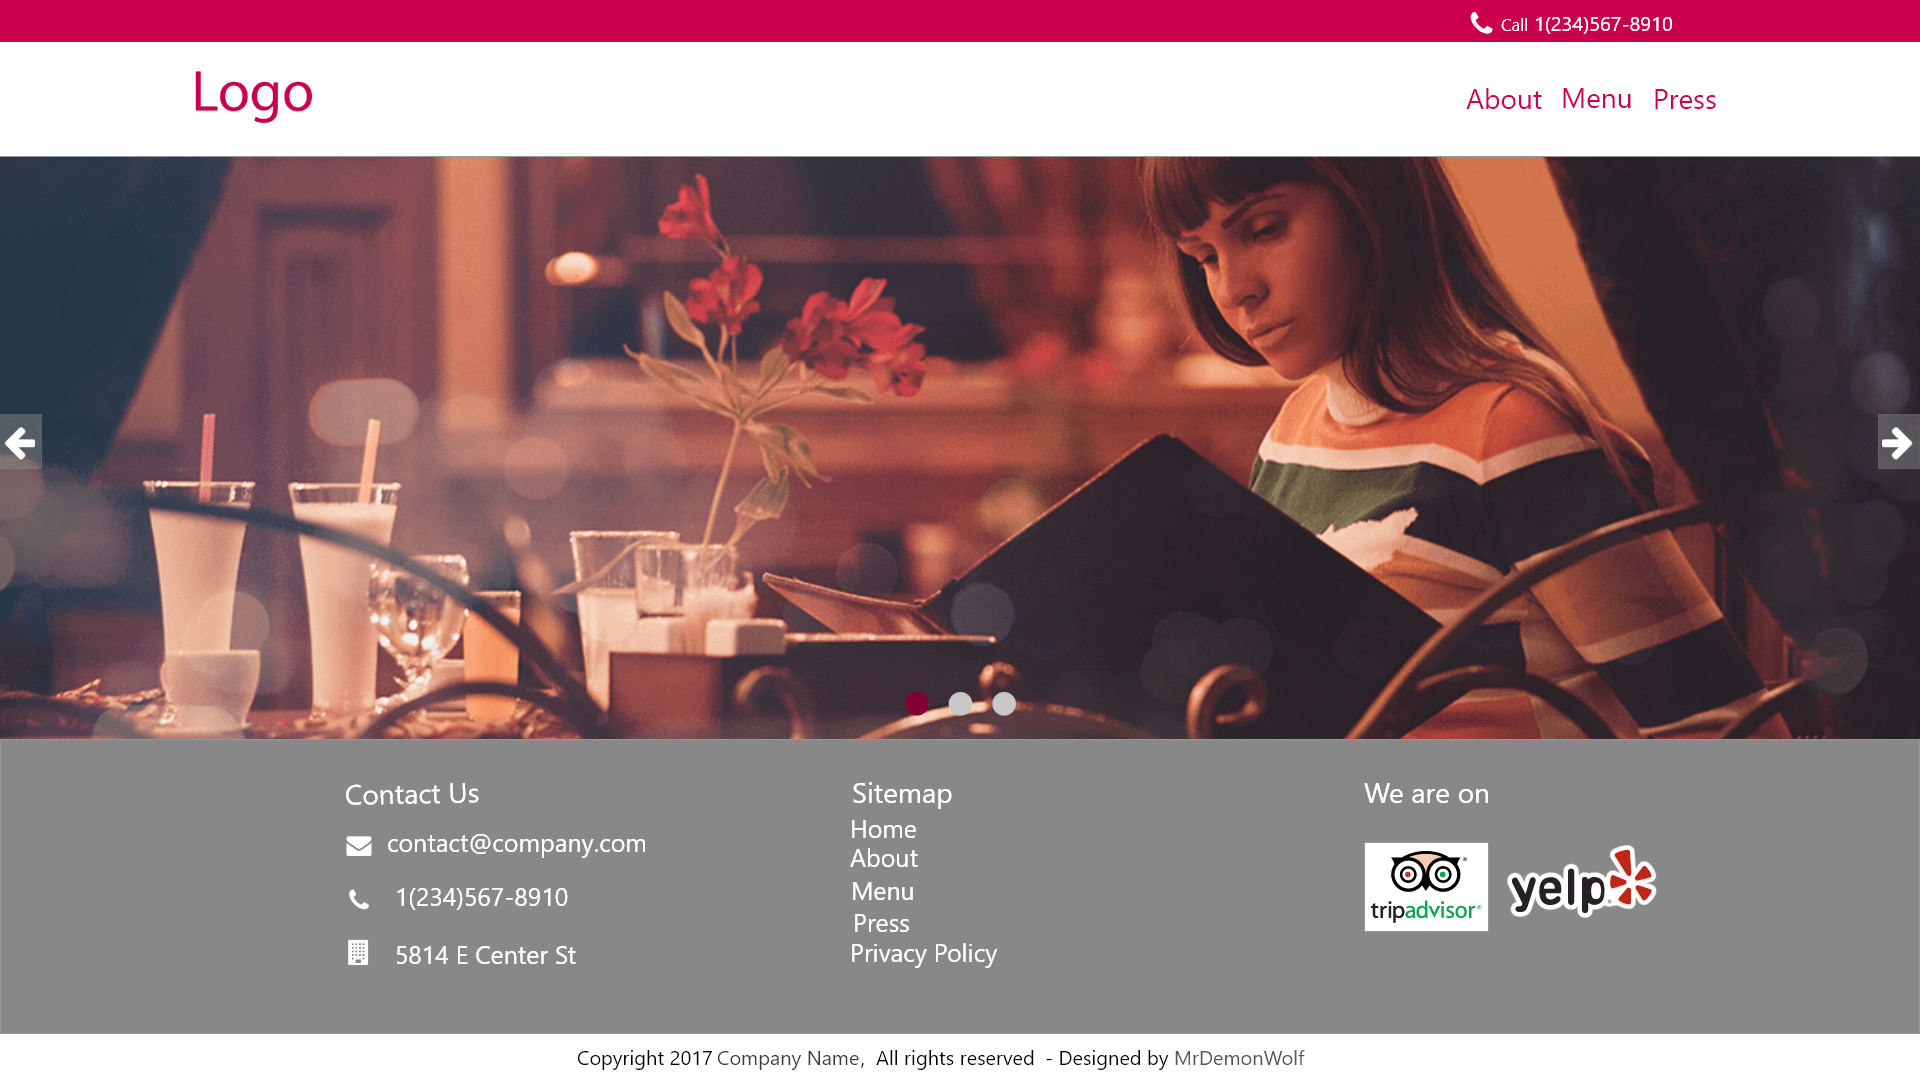 Call 1(234)567-8910
Logo
About Menu Press
Contact Us
contact@company.com
1(234)567-8910
5814 E Center St
Sitemap
Home
About
Menu
Press
Privacy Policy
We are on
tripadvisor®
yelp
Copyright 2017 Company Name, All rights reserved - Designed by MrDemonWolf